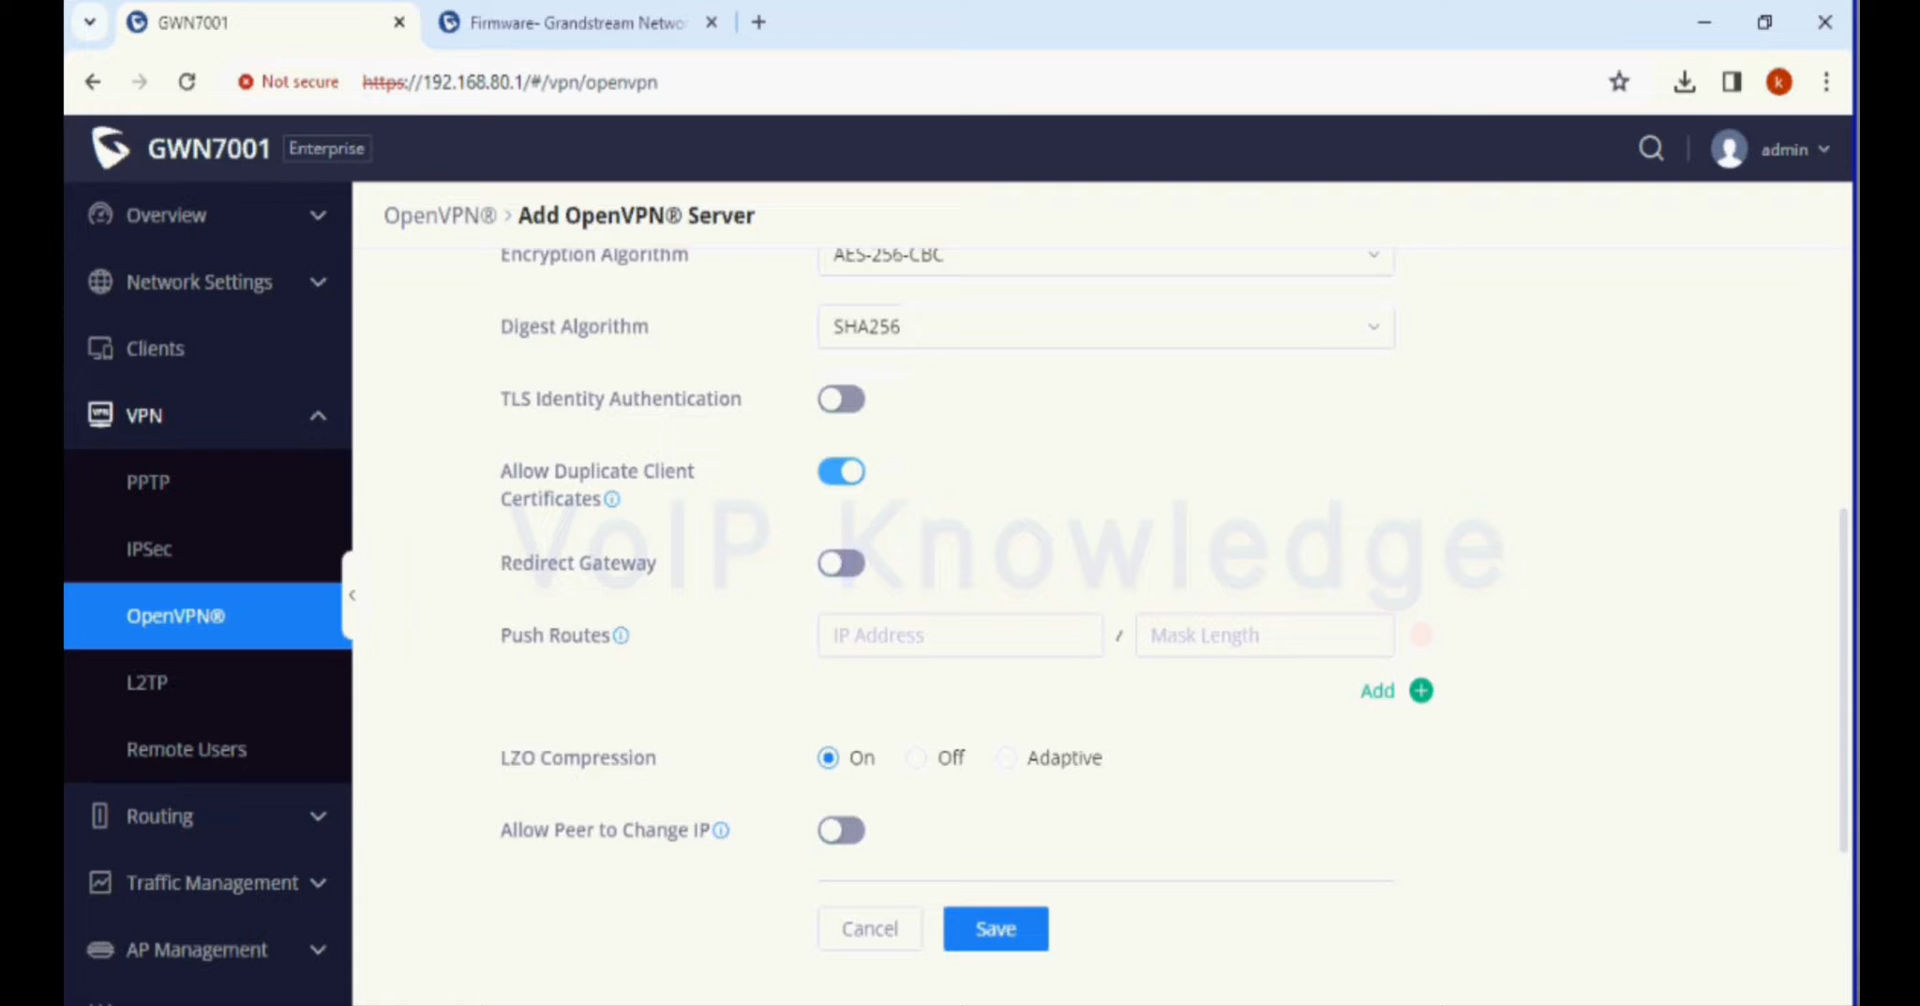 GWN7001
Firmware- Grandstream Netwo
Not secure https://192.168.80.1/#/vpn/openvpn
k
GWN7001 Enterprise
admin
Overview
Network Settings
Clients
VPN
PPTP
IPSec
OpenVPN®
L2TP
Remote Users
Routing
Traffic Management
AP Management
OpenVPN® > Add OpenVPN® Server
Encryption Algorithm AES-256-CBC
Digest Algorithm SHA256
TLS Identity Authentication
Allow Duplicate Client
Certificates
VoIP Knowledge
Redirect Gateway
Push Routes IP Address / Mask Length
Add
LZO Compression On Off Adaptive
Allow Peer to Change IP
Cancel Save